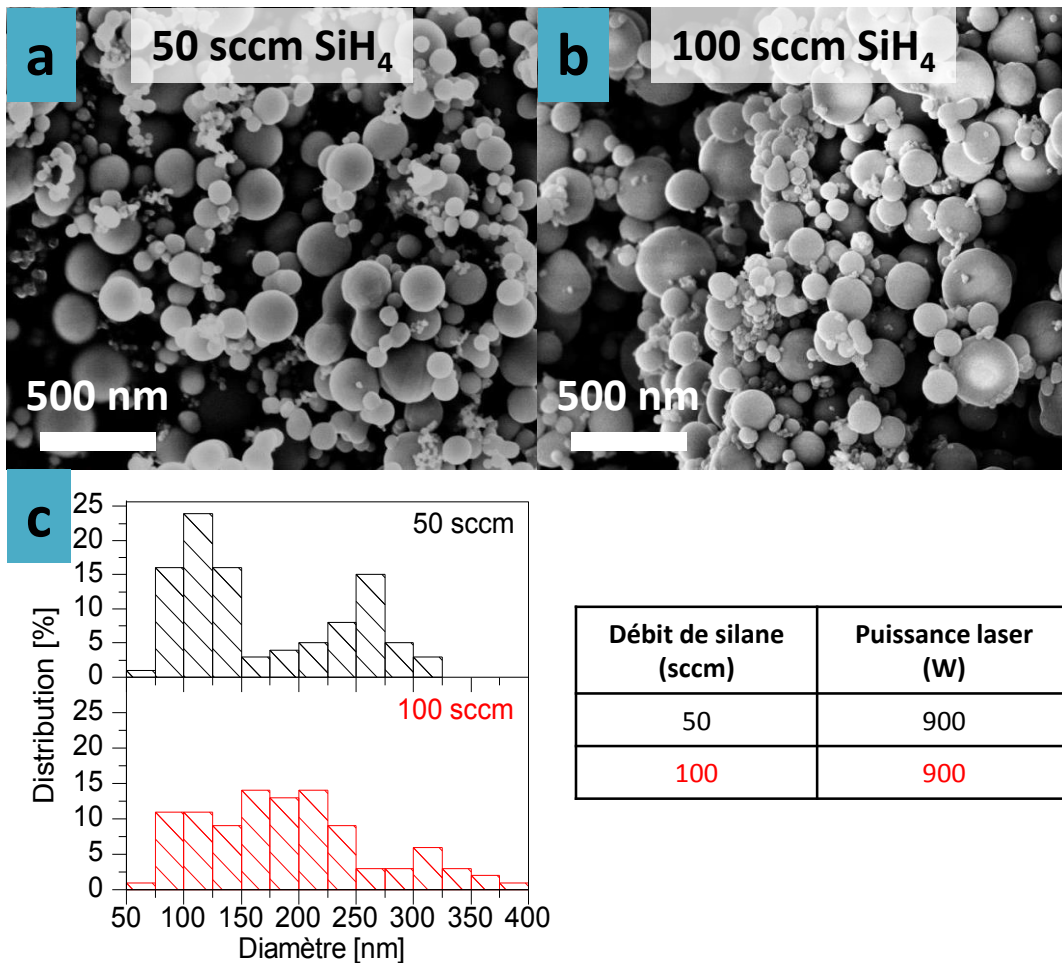 a
50 sccm SiH₄
b
100 sccm SiH₄
500 nm
500 nm
c
Distribution [%]
25
20
15
10
5
0
50 sccm
25
20
15
10
5
0
100 sccm
50 100 150 200 250 300 350 400
Diamètre [nm]
Débit de silane
(sccm)
Puissance laser
(W)
50 900
100 900